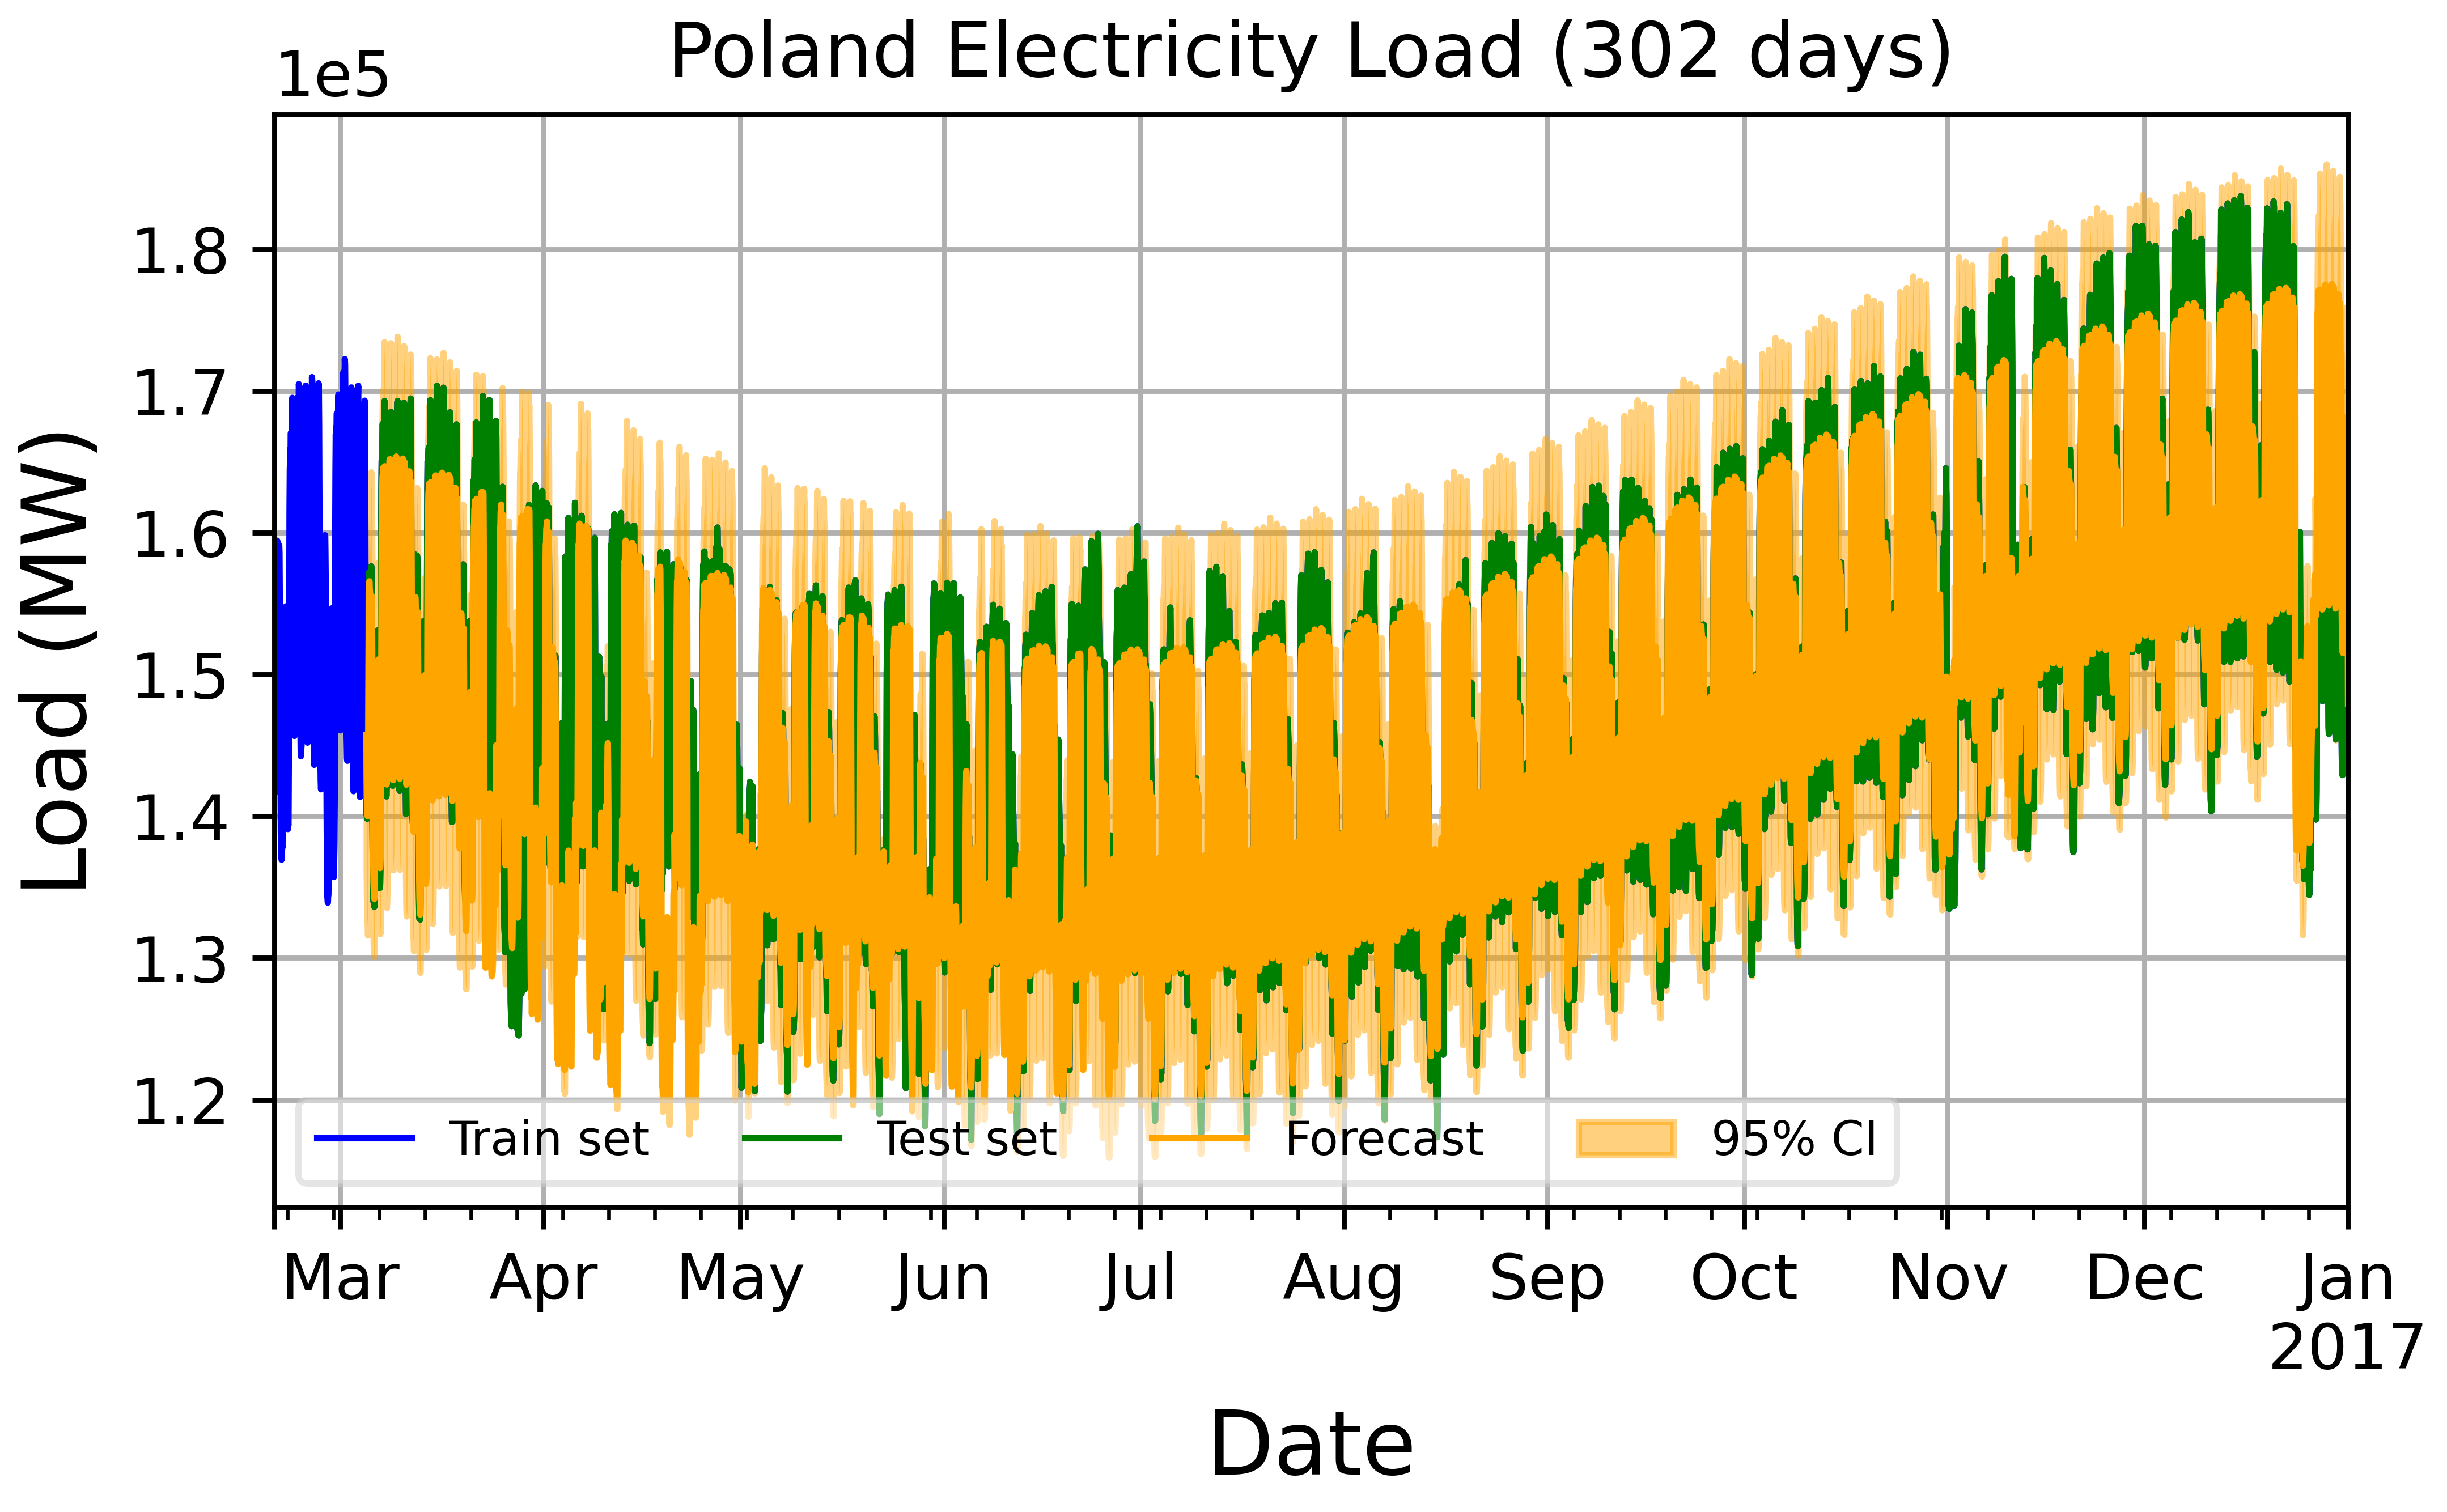 Poland Electricity Load (302 days)
1e5
Load (MW)
1.8
1.7
1.6
1.5
1.4
1.3
1.2
Train set
Test set
Forecast
95% CI
Mar
Apr
May
Jun
Jul
Aug
Sep
Oct
Nov
Dec
Jan
2017
Date